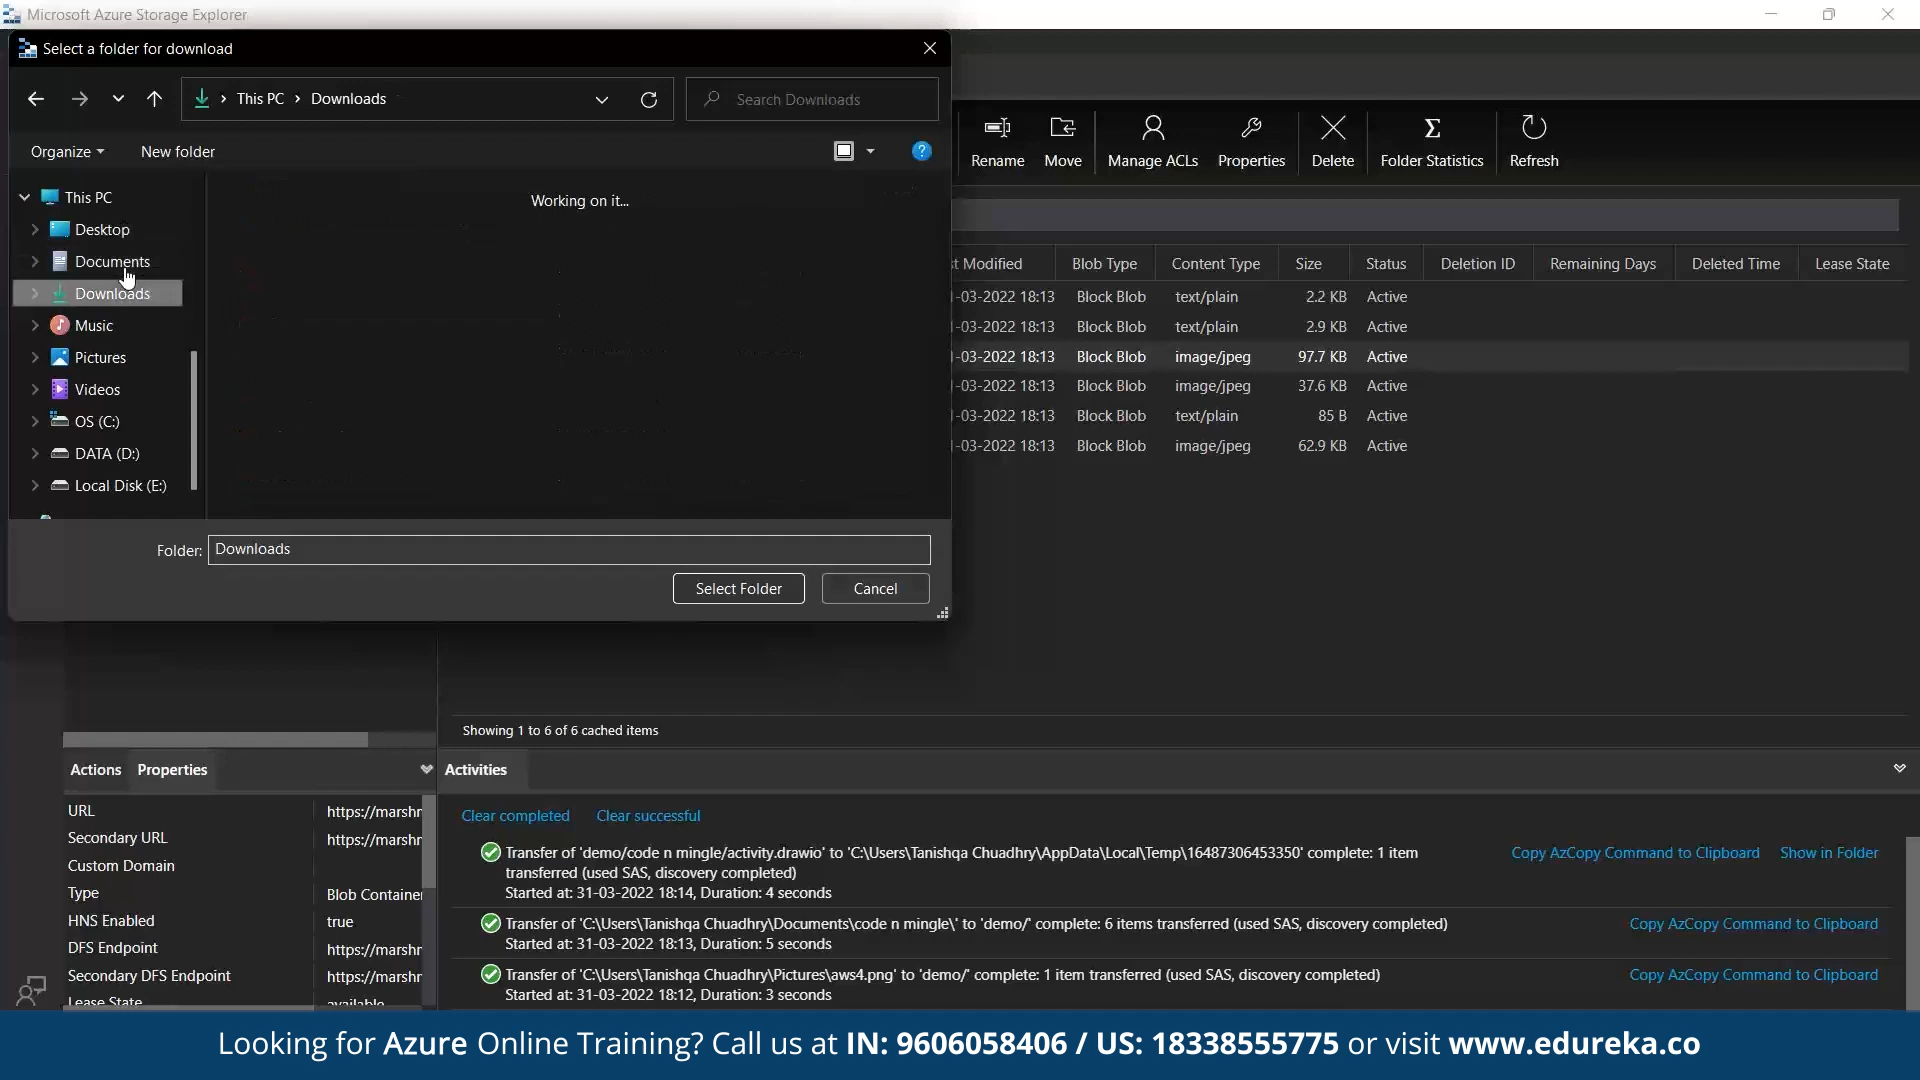 Microsoft Azure Storage Explorer
Select a folder for download
This PC > Downloads
Search Downloads
Organize
New folder
?
This PC
Desktop
Documents
Downloads
Music
Pictures
Videos
OS (C:)
DATA (D:)
Local Disk (E:)
Working on it...
Folder: Downloads
Select Folder
Cancel
Rename
Move
Manage ACLs
Properties
Delete
Folder Statistics
Refresh
Modified Blob Type Content Type Size Status Deletion ID Remaining Days Deleted Time Lease State
-03-2022 18:13 Block Blob text/plain 2.2 KB Active
-03-2022 18:13 Block Blob text/plain 2.9 KB Active
-03-2022 18:13 Block Blob image/jpeg 97.7 KB Active
-03-2022 18:13 Block Blob image/jpeg 37.6 KB Active
-03-2022 18:13 Block Blob text/plain 85 B Active
-03-2022 18:13 Block Blob image/jpeg 62.9 KB Active
Showing 1 to 6 of 6 cached items
Actions Properties
URL https://marshr
Secondary URL https://marshr
Custom Domain
Type Blob Container
HNS Enabled true
DFS Endpoint https://marshr
Secondary DFS Endpoint https://marshr
Lease State available
Activities
Clear completed Clear successful
Transfer of 'demo/code n mingle/activity.drawio' to 'C:\Users\Tanishqa Chuadhry\AppData\Local\Temp\16487306453350' complete: 1 item
transferred (used SAS, discovery completed)
Started at: 31-03-2022 18:14, Duration: 4 seconds
Copy AzCopy Command to Clipboard Show in Folder
Transfer of 'C:\Users\Tanishqa Chuadhry\Documents\code n mingle\' to 'demo/' complete: 6 items transferred (used SAS, discovery completed)
Started at: 31-03-2022 18:13, Duration: 5 seconds
Copy AzCopy Command to Clipboard
Transfer of 'C:\Users\Tanishqa Chuadhry\Pictures\aws4.png' to 'demo/' complete: 1 item transferred (used SAS, discovery completed)
Started at: 31-03-2022 18:12, Duration: 3 seconds
Copy AzCopy Command to Clipboard
Looking for Azure Online Training? Call us at IN: 9606058406 / US: 18338555775 or visit www.edureka.co